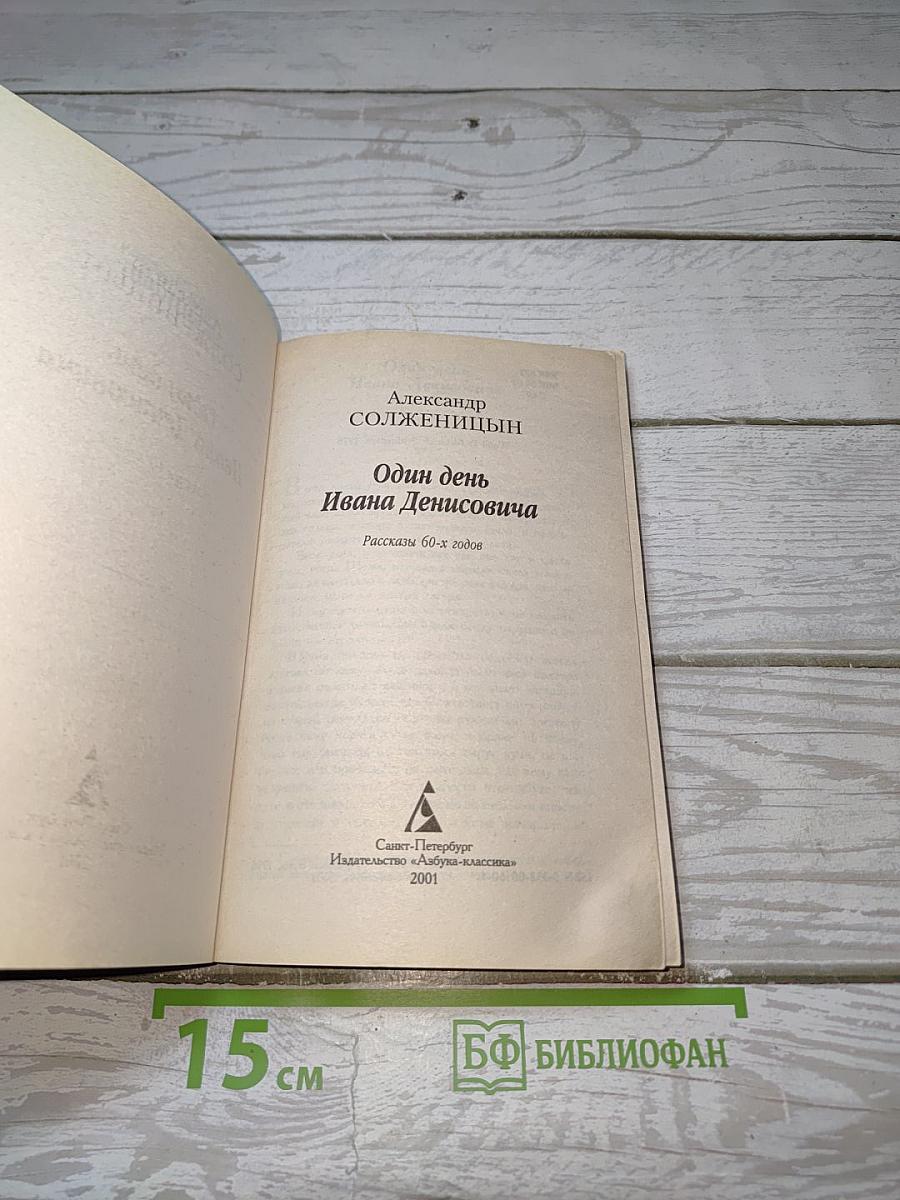 Александр
СОЛЖЕНИЦЫН
Один день
Ивана Денисовича
Рассказы 60-х годов
Санкт-Петербург
Издательство «Азбука-классика»
2001
15 см
БФ БИБЛИОФАН